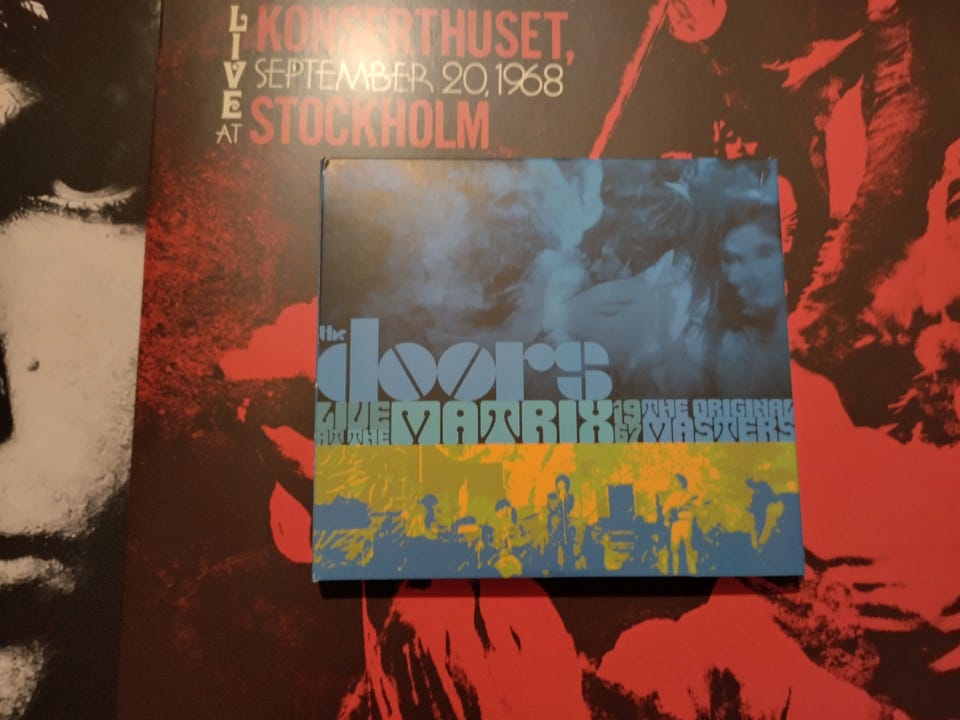 LIVE AT KONSERTHUSET,
SEPTEMBER 20, 1968
STOCKHOLM
the
doors
LIVE AT THE MATRIX 1967 THE ORIGINAL MASTERS